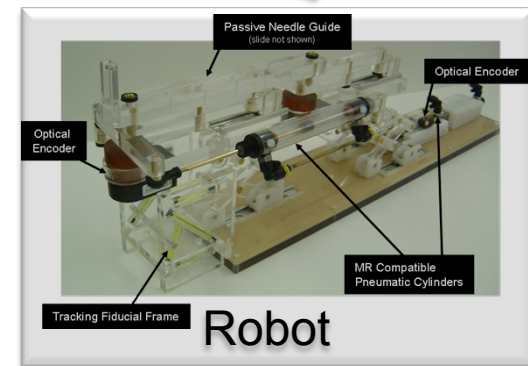 Passive Needle Guide
(slide not shown)
Optical Encoder
Optical
Encoder
MR Compatible
Pneumatic Cylinders
Tracking Fiducial Frame
Robot